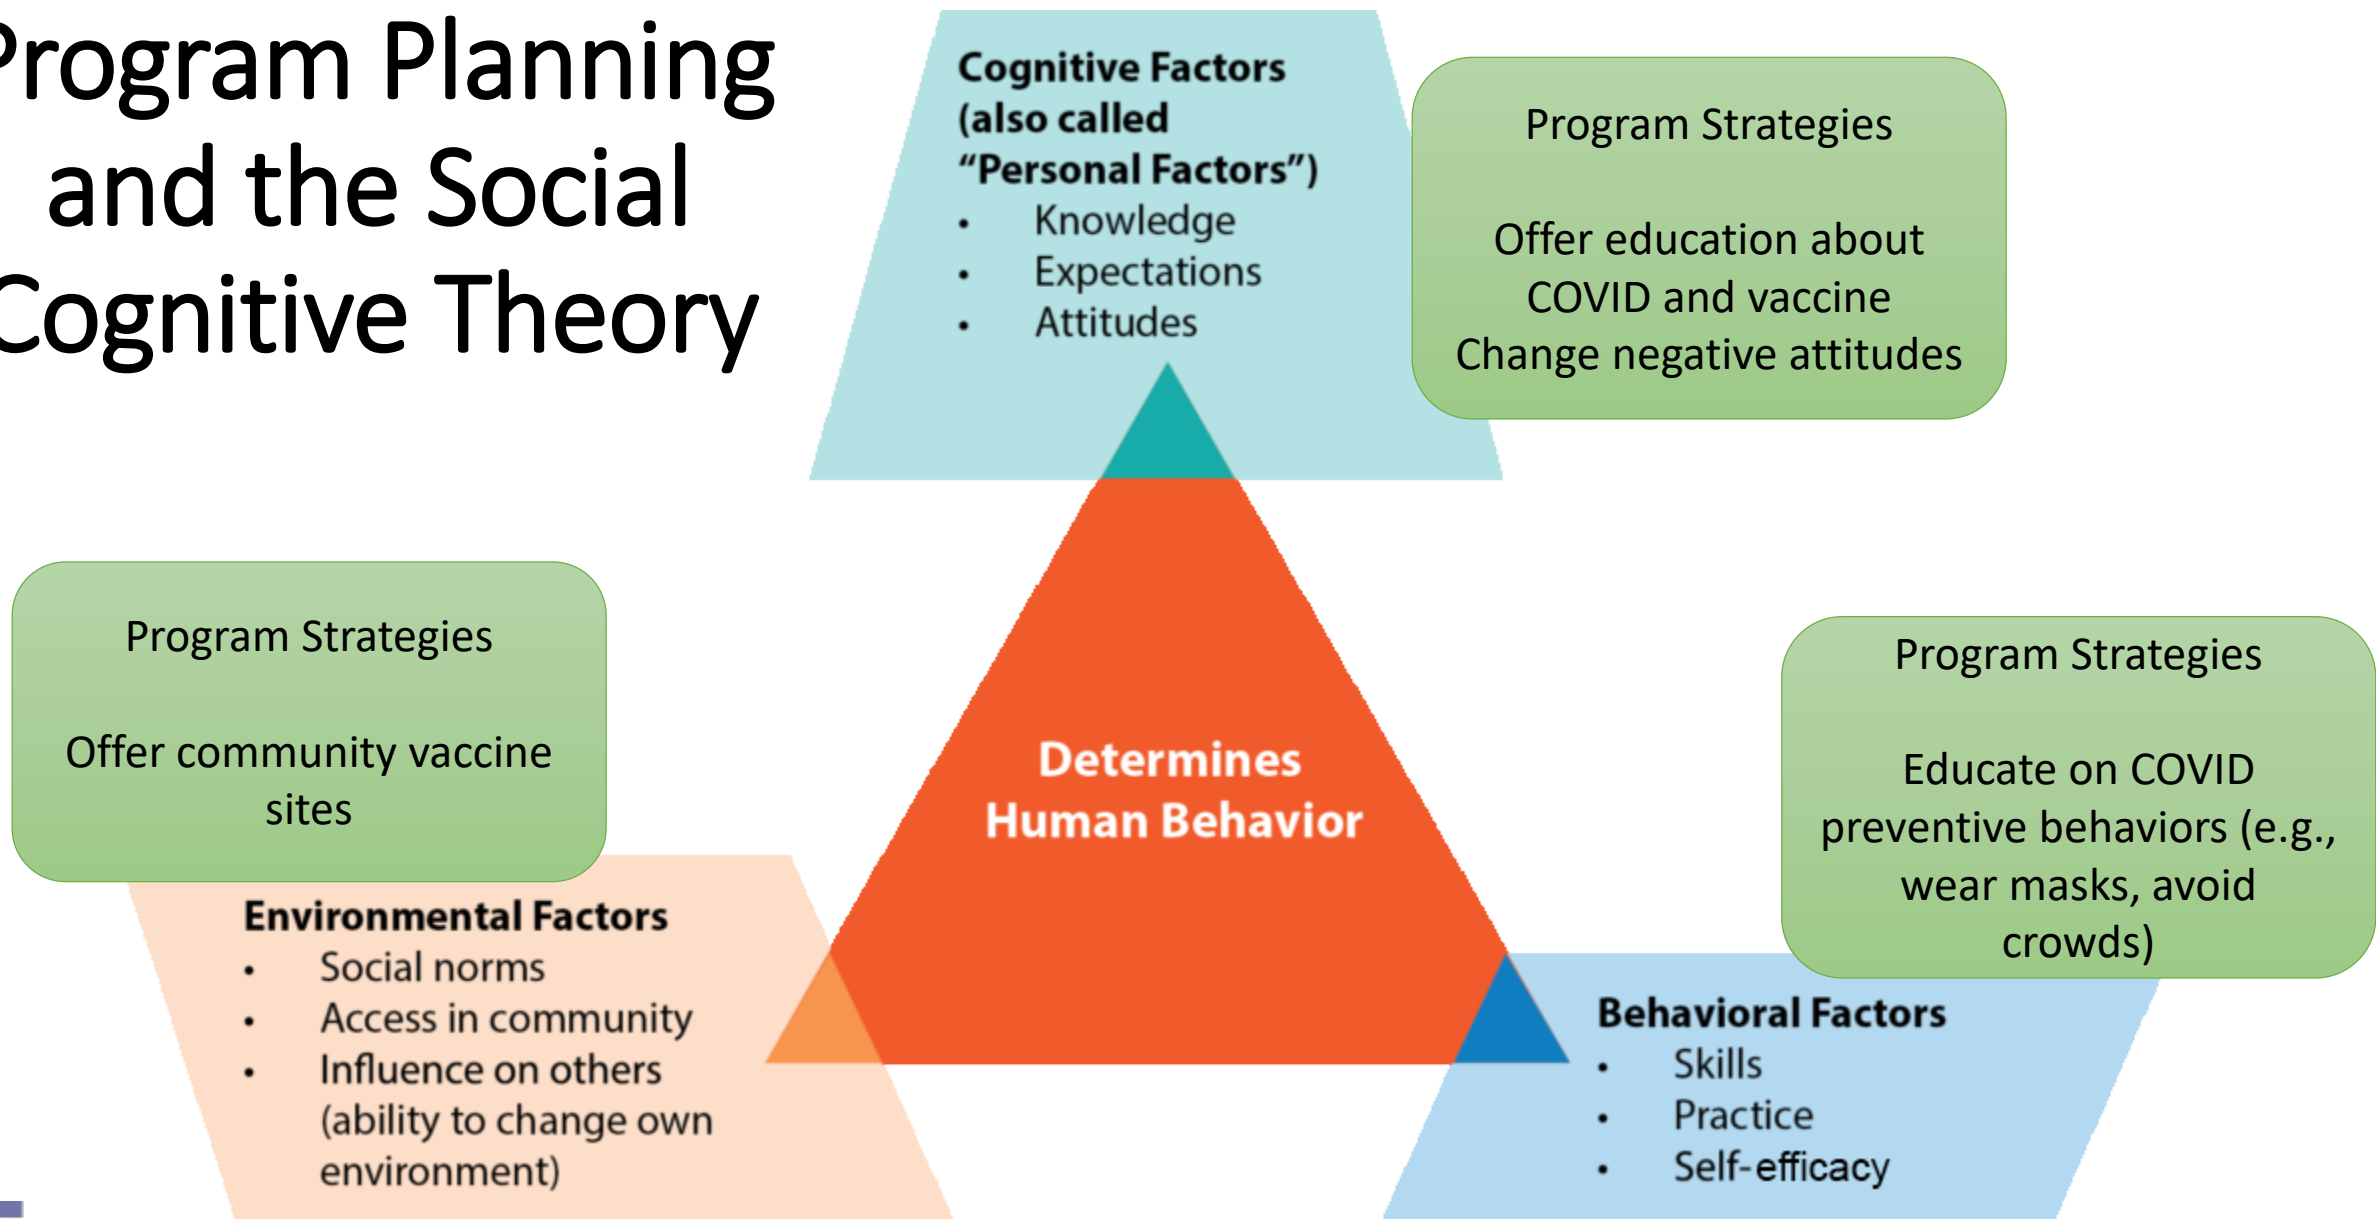 Program Planning
and the Social
Cognitive Theory
Cognitive Factors
(also called
“Personal Factors”)
• Knowledge
• Expectations
• Attitudes
Program Strategies
Offer education about
COVID and vaccine
Change negative attitudes
Program Strategies
Offer community vaccine
sites
Determines
Human Behavior
Program Strategies
Educate on COVID
preventive behaviors (e.g.,
wear masks, avoid
crowds)
Environmental Factors
• Social norms
• Access in community
• Influence on others
(ability to change own
environment)
Behavioral Factors
• Skills
• Practice
• Self-efficacy